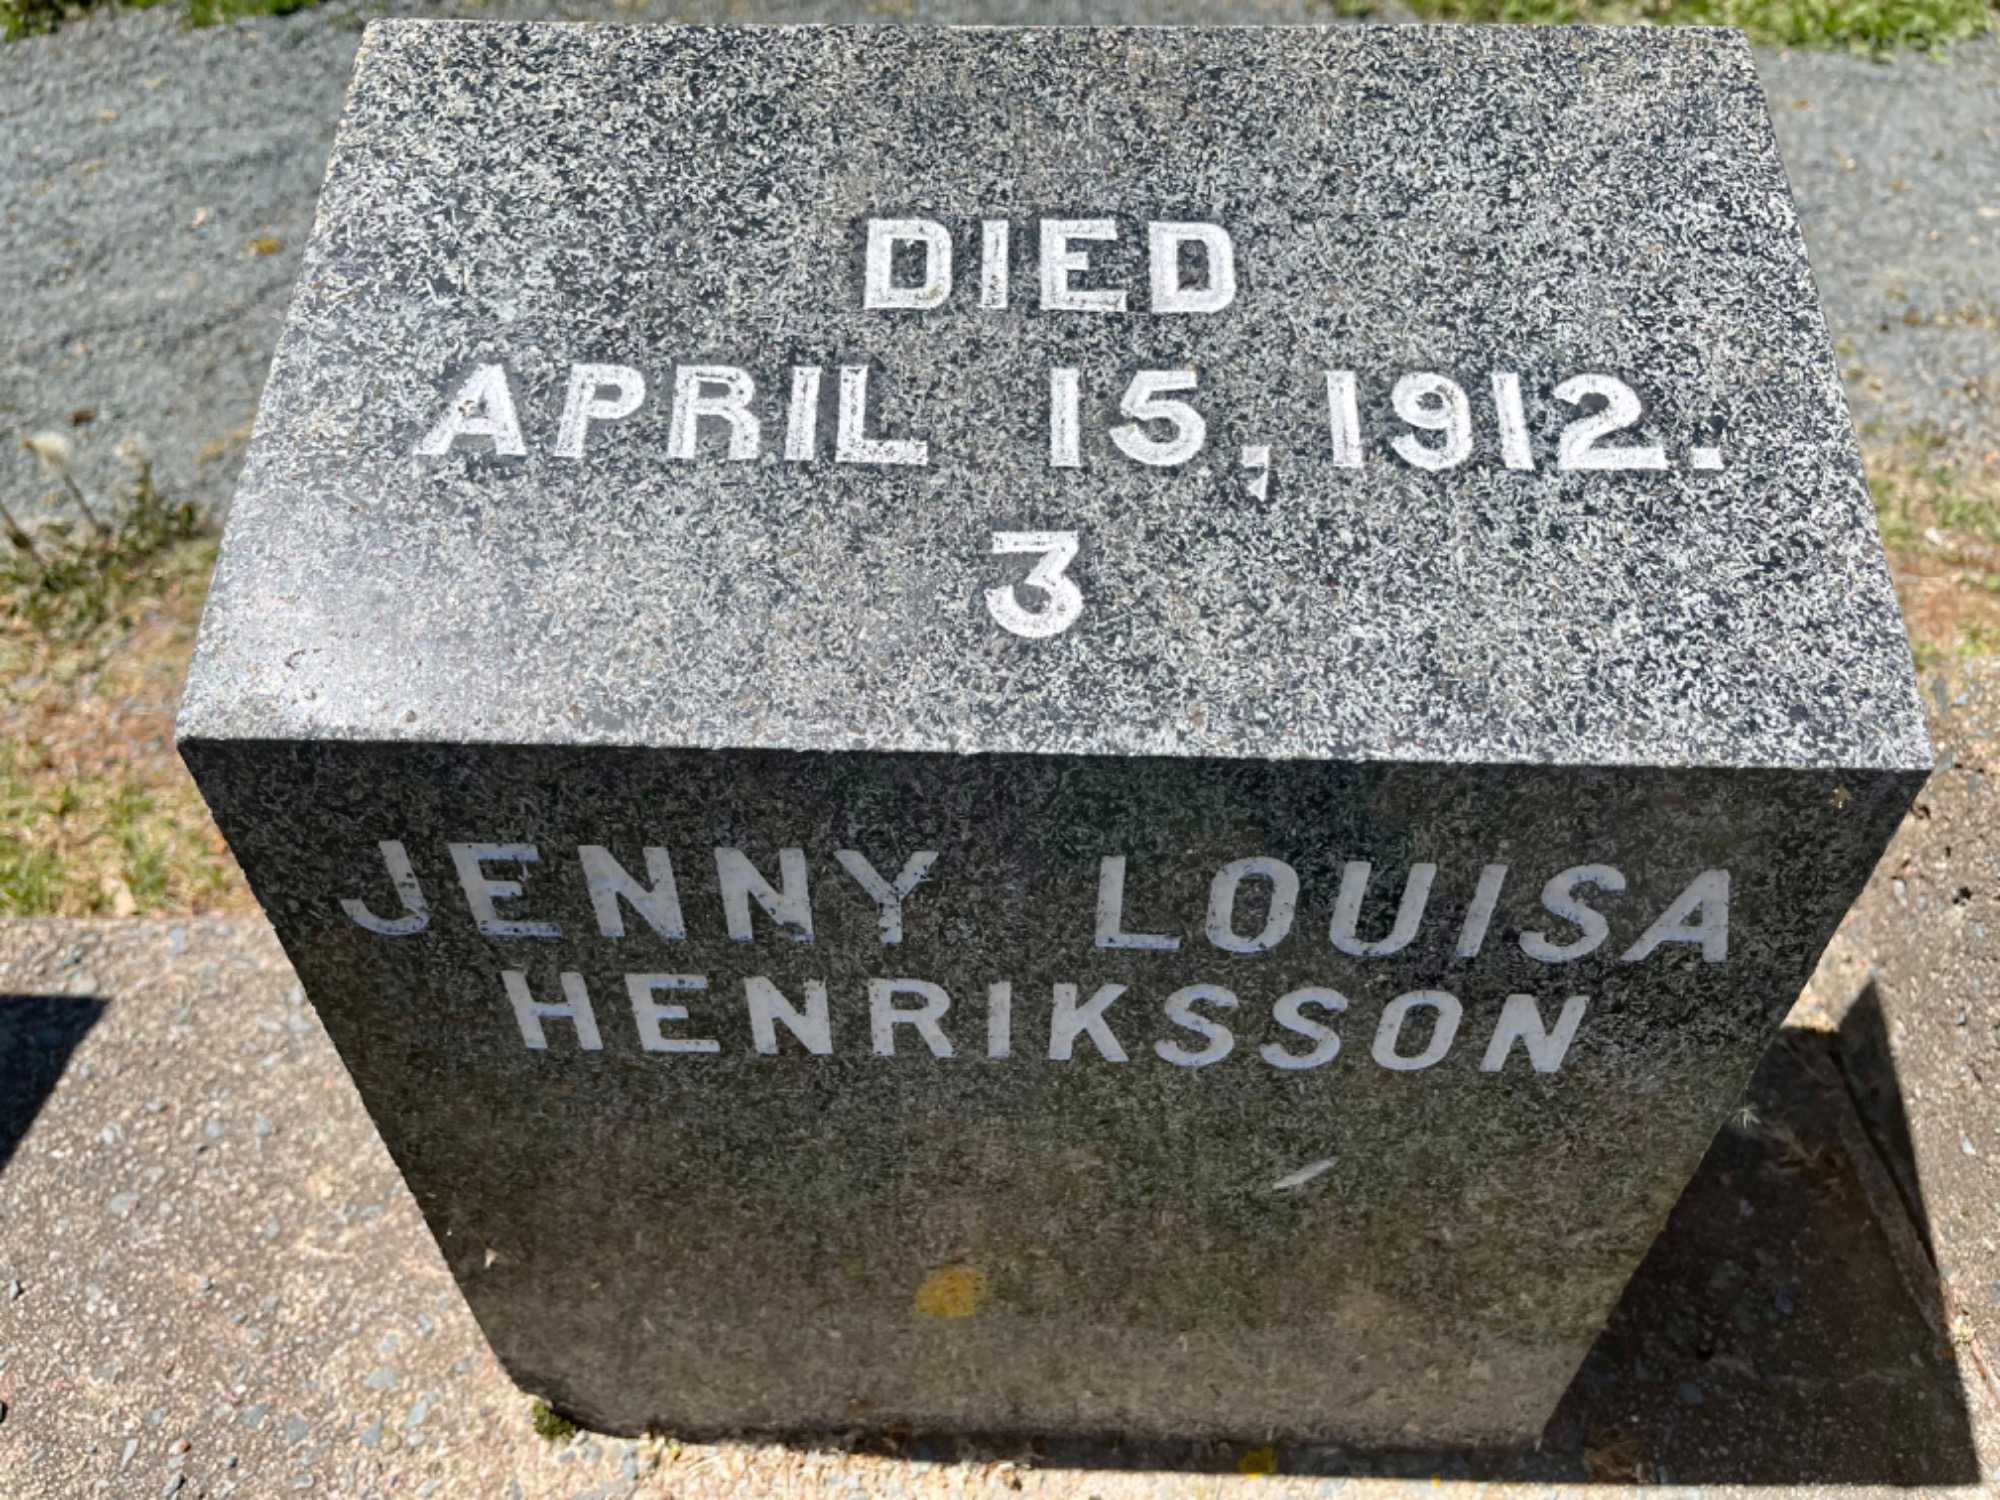 DIED
APRIL 15, 1912.
3
JENNY LOUISA
HENRIKSSON